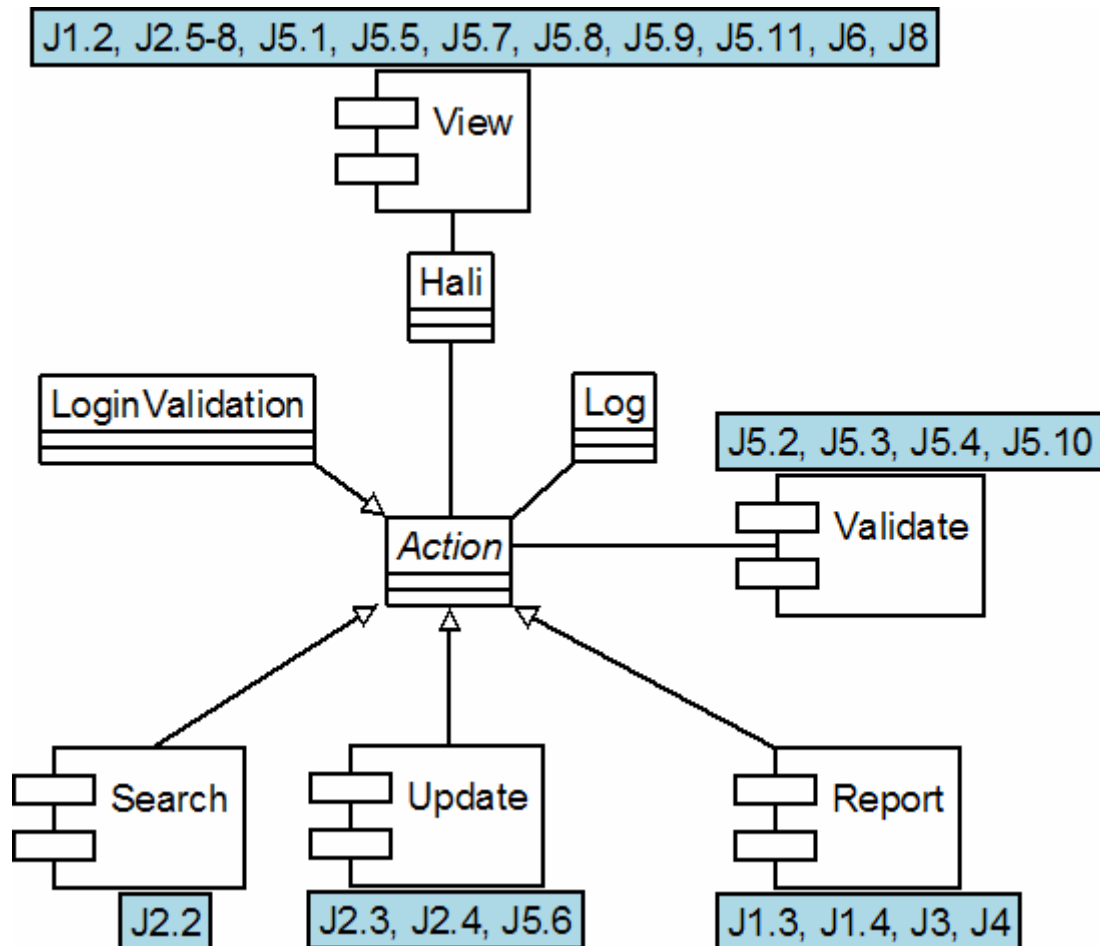 J1.2, J2.5-8, J5.1, J5.5, J5.7, J5.8, J5.9, J5.11, J6, J8
View
Hali
LoginValidation
Log
J5.2, J5.3, J5.4, J5.10
Action
Validate
Search
Update
Report
J2.2
J2.3, J2.4, J5.6
J1.3, J1.4, J3, J4